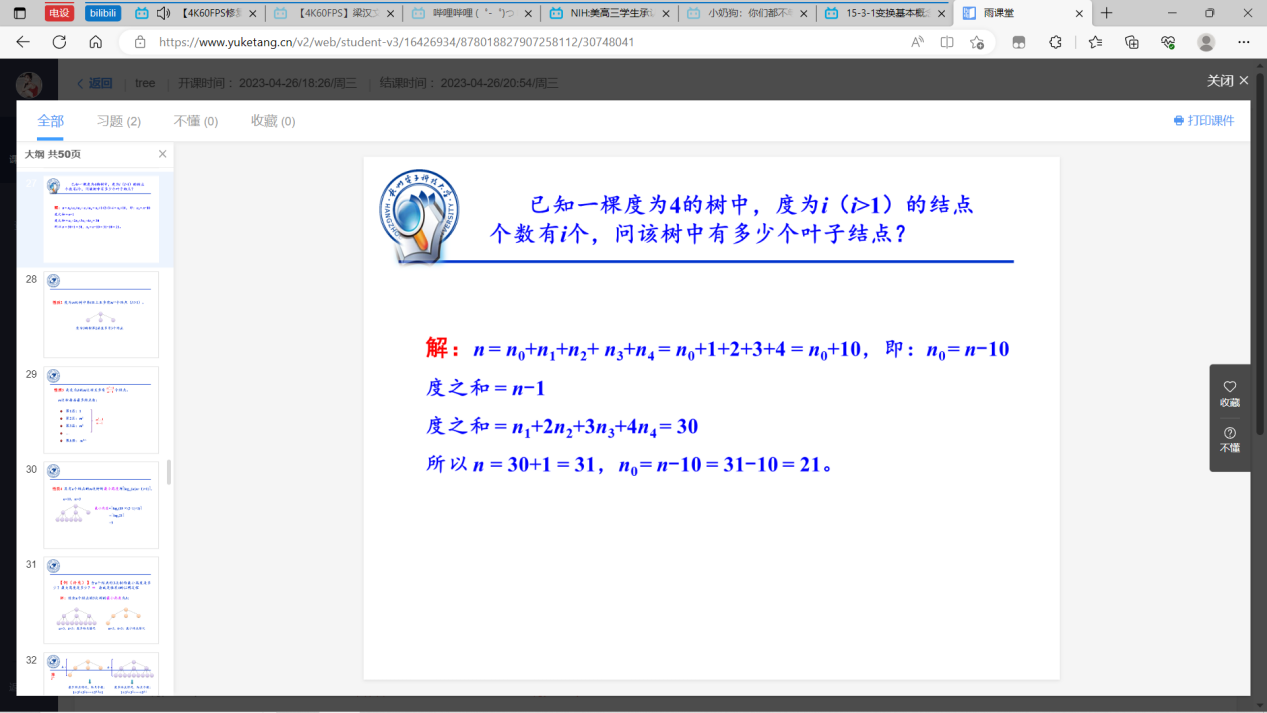 电设
bilibili
【4K60FPS修
【4K60FPS】梁汉
哔哩哔哩 (゜-゜)つ
NIH:美高三学生承
小奶狗：你们都不
15-3-1变换基本概
雨课堂
https://www.yuketang.cn/v2/web/student-v3/16426934/878018827907258112/30748041
返回
tree
开课时间： 2023-04-26/18:26/周三
结课时间： 2023-04-26/20:54/周三
关闭
全部
习题 (2)
不懂 (0)
收藏 (0)
打印课件
大纲 共50页
28
29
30
31
32
已知一棵度为4的树中，度为i（i>1）的结点
个数有i个，问该树中有多少个叶子结点？
解：n = n0+n1+n2+ n3+n4 = n0+1+2+3+4 = n0+10，即：n0 = n−10
度之和 = n−1
度之和 = n1+2n2+3n3+4n4 = 30
所以 n = 30+1 = 31，n0 = n−10 = 31−10 = 21。
收藏
不懂